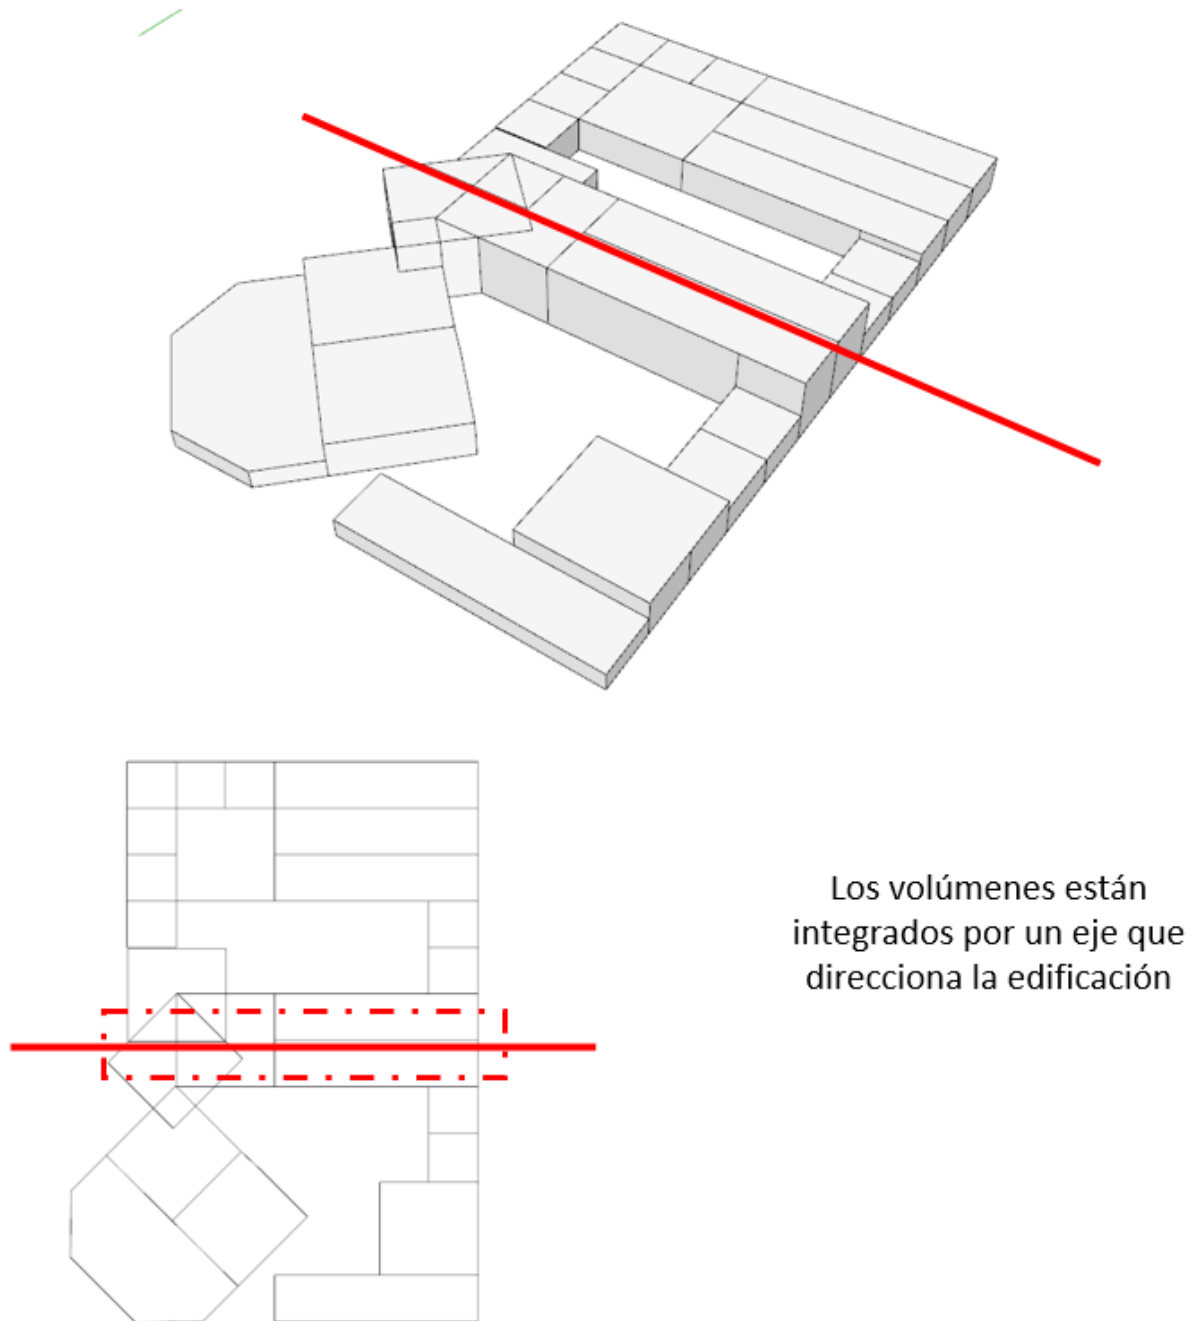 Los volúmenes están
integrados por un eje que
direcciona la edificación